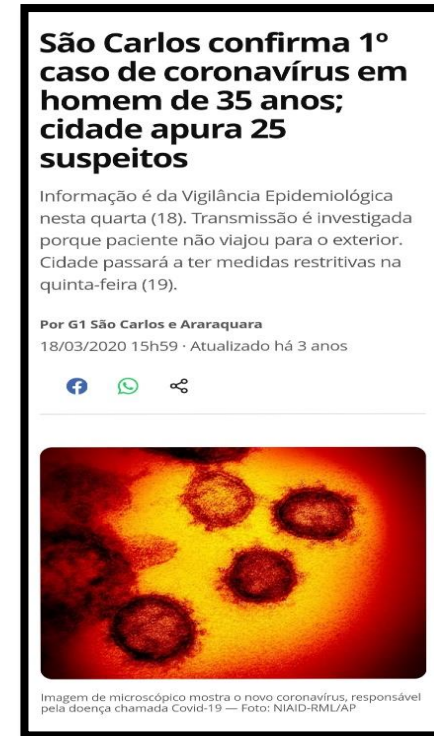 São Carlos confirma 1º
caso de coronavírus em
homem de 35 anos;
cidade apura 25
suspeitos
Informação é da Vigilância Epidemiológica
nesta quarta (18). Transmissão é investigada
porque paciente não viajou para o exterior.
Cidade passará a ter medidas restritivas na
quinta-feira (19).
Por G1 São Carlos e Araraquara
18/03/2020 15h59 · Atualizado há 3 anos
Imagem de microscópico mostra o novo coronavírus, responsável
pela doença chamada Covid-19 — Foto: NIAID-RML/AP